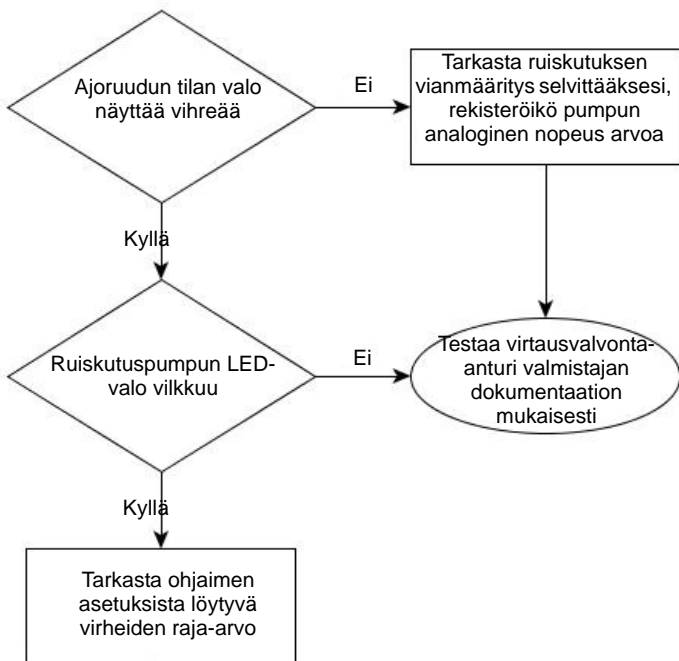 Ajoruudun tilan valo
näyttää vihreää
Ei
Tarkasta ruiskutuksen
vianmääritys selvittääksesi,
rekisteröikö pumpun
analoginen nopeus arvoa
Kyllä
Ruiskutuspumpun LED-
valo vilkkuu
Ei
Testaa virtausvalvonta-
anturi valmistajan
dokumentaation
mukaisesti
Kyllä
Tarkasta ohjaimen
asetuksista löytyvä
virheiden raja-arvo